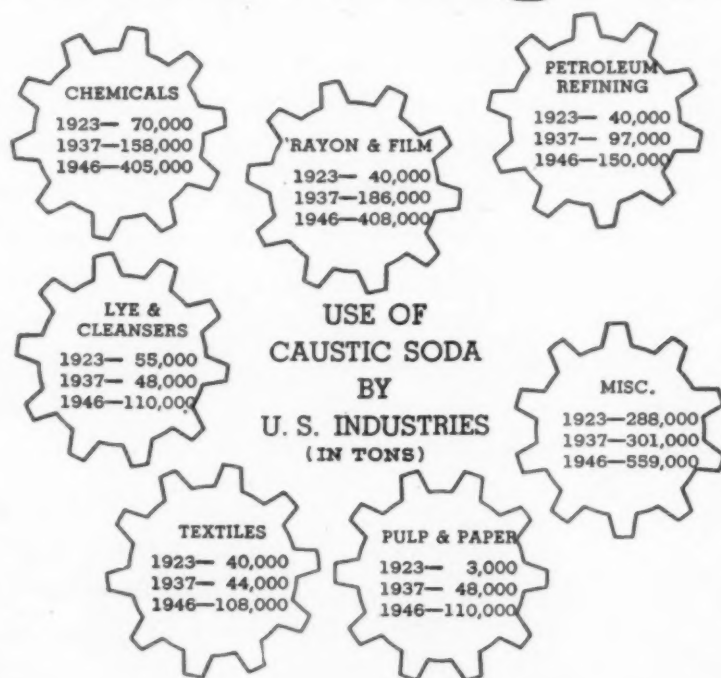 CHEMICALS
1923— 70,000
1937—158,000
1946—405,000
RAYON & FILM
1923— 40,000
1937—186,000
1946—408,000
PETROLEUM
REFINING
1923— 40,000
1937— 97,000
1946—150,000
LYE &
CLEANSERS
1923— 55,000
1937— 48,000
1946—110,000
USE OF
CAUSTIC SODA
BY
U. S. INDUSTRIES
(IN TONS)
MISC.
1923—288,000
1937—301,000
1946—559,000
TEXTILES
1923— 40,000
1937— 44,000
1946—108,000
PULP & PAPER
1923— 3,000
1937— 48,000
1946—110,000